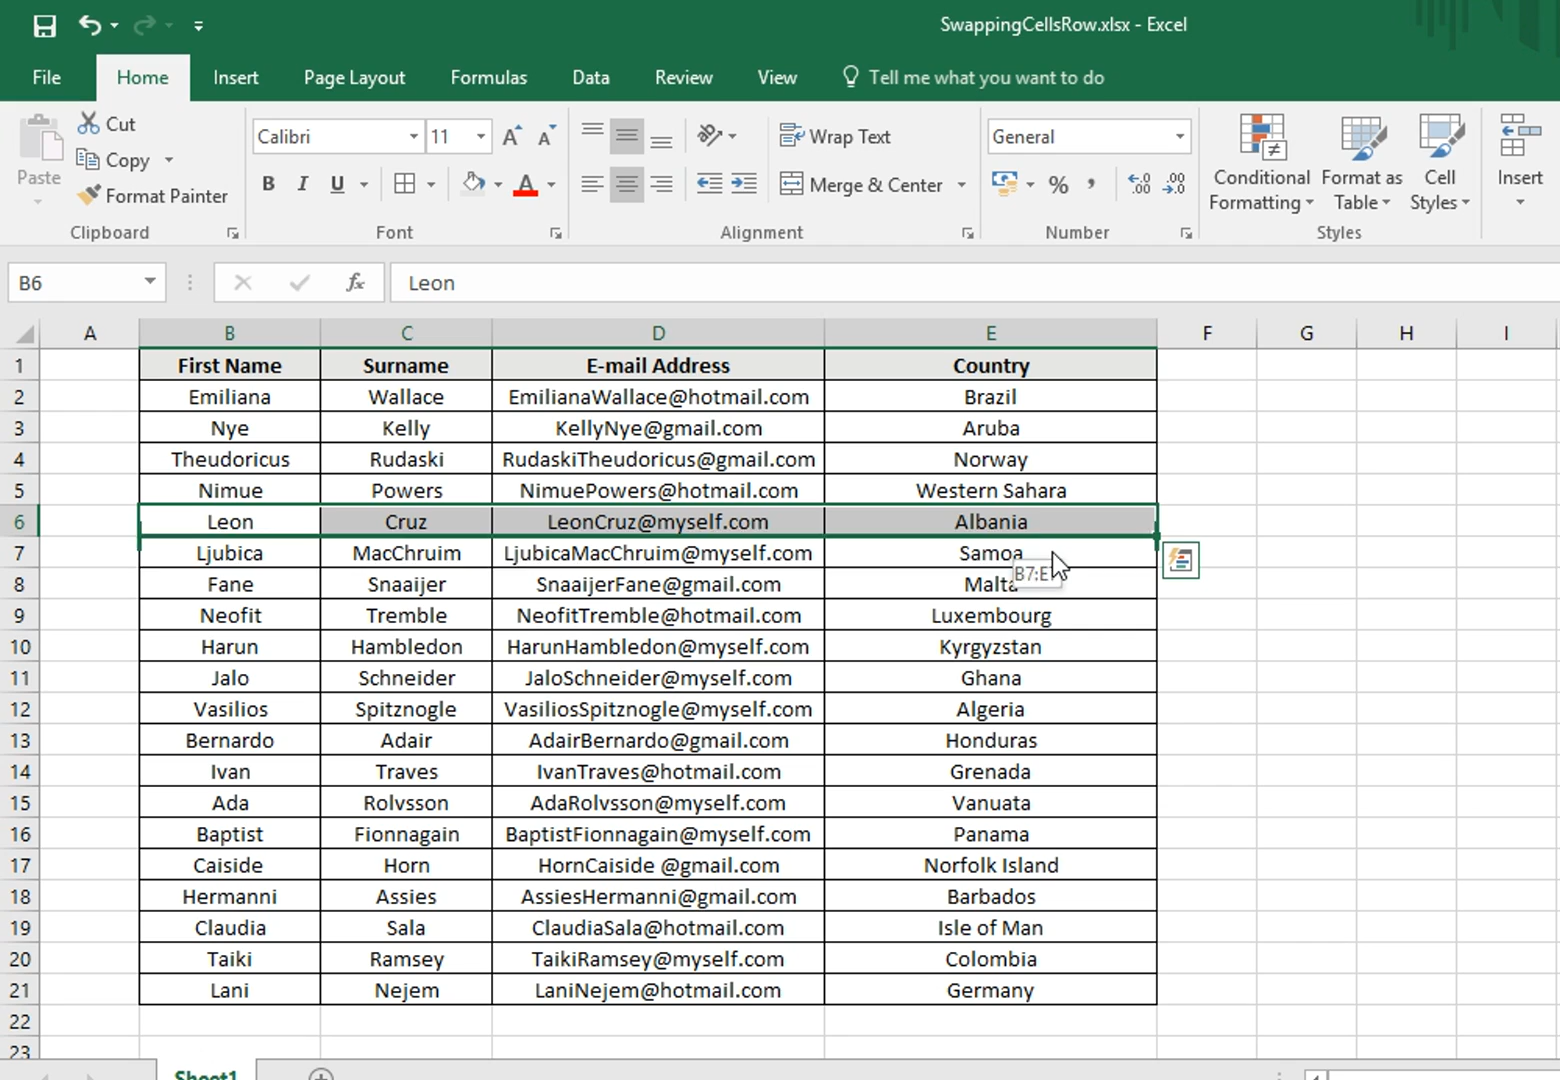 SwappingCellsRow.xlsx - Excel
File Home Insert Page Layout Formulas Data Review View Tell me what you want to do
Paste
Cut
Copy
Format Painter
Clipboard
Calibri 11
B I U A
Font
Wrap Text
Merge & Center
Alignment
General
% , .00 .00
Number
Conditional Formatting
Format as Table
Cell Styles
Styles
Insert
B6 fx Leon
A B C D E F G H I
1 First Name Surname E-mail Address Country
2 Emiliana Wallace EmilianaWallace@hotmail.com Brazil
3 Nye Kelly KellyNye@gmail.com Aruba
4 Theudoricus Rudaski RudaskiTheudoricus@gmail.com Norway
5 Nimue Powers NimuePowers@hotmail.com Western Sahara
6 Leon Cruz LeonCruz@myself.com Albania
7 Ljubica MacChruim LjubicaMacChruim@myself.com Samoa
8 Fane Snaaijer SnaaijerFane@gmail.com Malta
9 Neofit Tremble NeofitTremble@hotmail.com Luxembourg
10 Harun Hambledon HarunHambledon@myself.com Kyrgyzstan
11 Jalo Schneider JaloSchneider@myself.com Ghana
12 Vasilios Spitznogle VasiliosSpitznogle@myself.com Algeria
13 Bernardo Adair AdairBernardo@gmail.com Honduras
14 Ivan Traves IvanTraves@hotmail.com Grenada
15 Ada Rolvsson AdaRolvsson@myself.com Vanuata
16 Baptist Fionnagain BaptistFionnagain@myself.com Panama
17 Caiside Horn HornCaiside @gmail.com Norfolk Island
18 Hermanni Assies AssiesHermanni@gmail.com Barbados
19 Claudia Sala ClaudiaSala@hotmail.com Isle of Man
20 Taiki Ramsey TaikiRamsey@myself.com Colombia
21 Lani Nejem LaniNejem@hotmail.com Germany
22
23
Sheet1